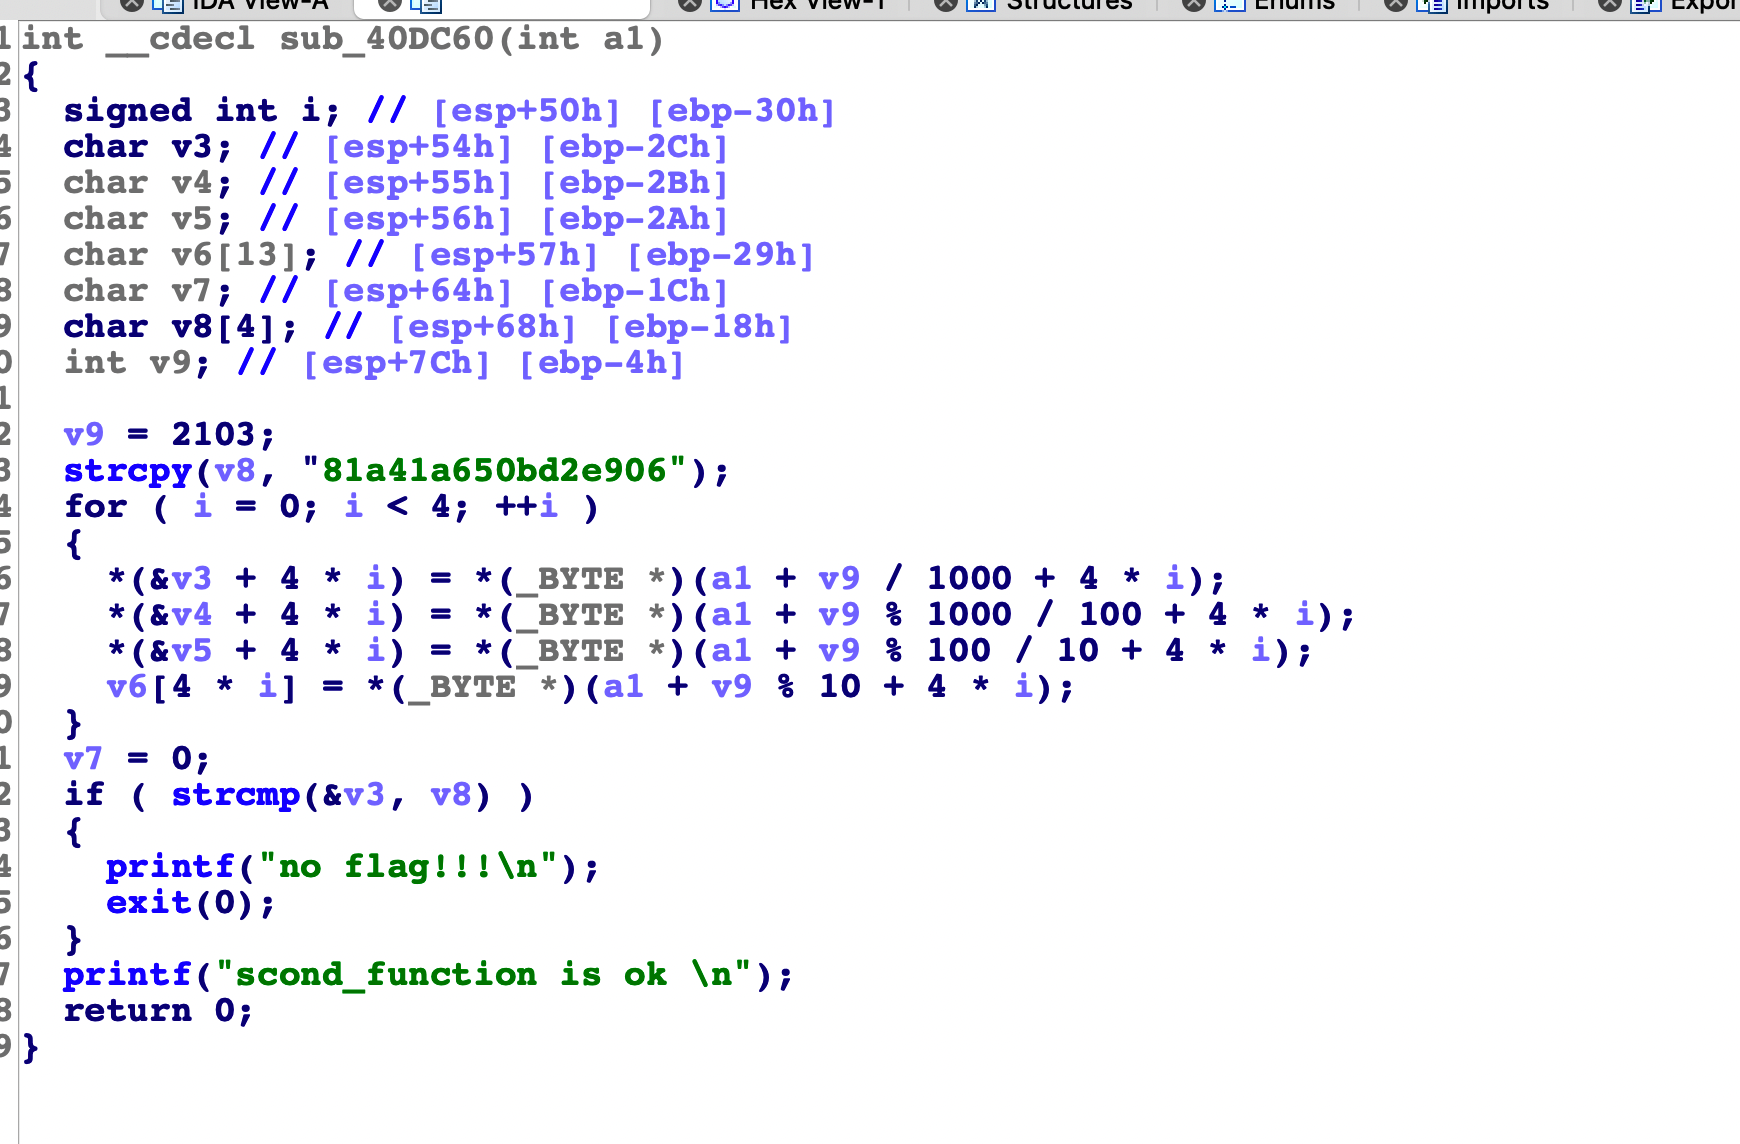 IDA View-A Hex View-1 Structures Enums Imports Expor
1 int __cdecl sub_40DC60(int a1)
2 {
3 signed int i; // [esp+50h] [ebp-30h]
4 char v3; // [esp+54h] [ebp-2Ch]
5 char v4; // [esp+55h] [ebp-2Bh]
6 char v5; // [esp+56h] [ebp-2Ah]
7 char v6[13]; // [esp+57h] [ebp-29h]
8 char v7; // [esp+64h] [ebp-1Ch]
9 char v8[4]; // [esp+68h] [ebp-18h]
0 int v9; // [esp+7Ch] [ebp-4h]
1
2 v9 = 2103;
3 strcpy(v8, "81a41a650bd2e906");
4 for ( i = 0; i < 4; ++i )
5 {
6 *(&v3 + 4 * i) = *(_BYTE *)(a1 + v9 / 1000 + 4 * i);
7 *(&v4 + 4 * i) = *(_BYTE *)(a1 + v9 % 1000 / 100 + 4 * i);
8 *(&v5 + 4 * i) = *(_BYTE *)(a1 + v9 % 100 / 10 + 4 * i);
9 v6[4 * i] = *(_BYTE *)(a1 + v9 % 10 + 4 * i);
0 }
1 v7 = 0;
2 if ( strcmp(&v3, v8) )
3 {
4 printf("no flag!!!\n");
5 exit(0);
6 }
7 printf("scond_function is ok \n");
8 return 0;
9 }